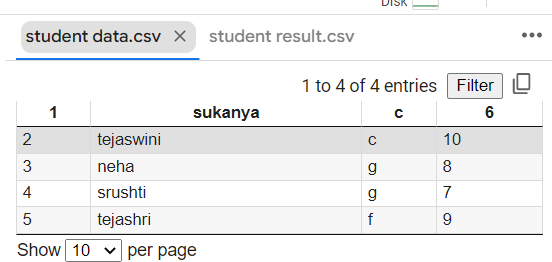 Disk
student data.csv × student result.csv •••
1 to 4 of 4 entries Filter
1 sukanya c 6
2 tejaswini c 10
3 neha g 8
4 srushti g 7
5 tejashri f 9
Show 10 per page